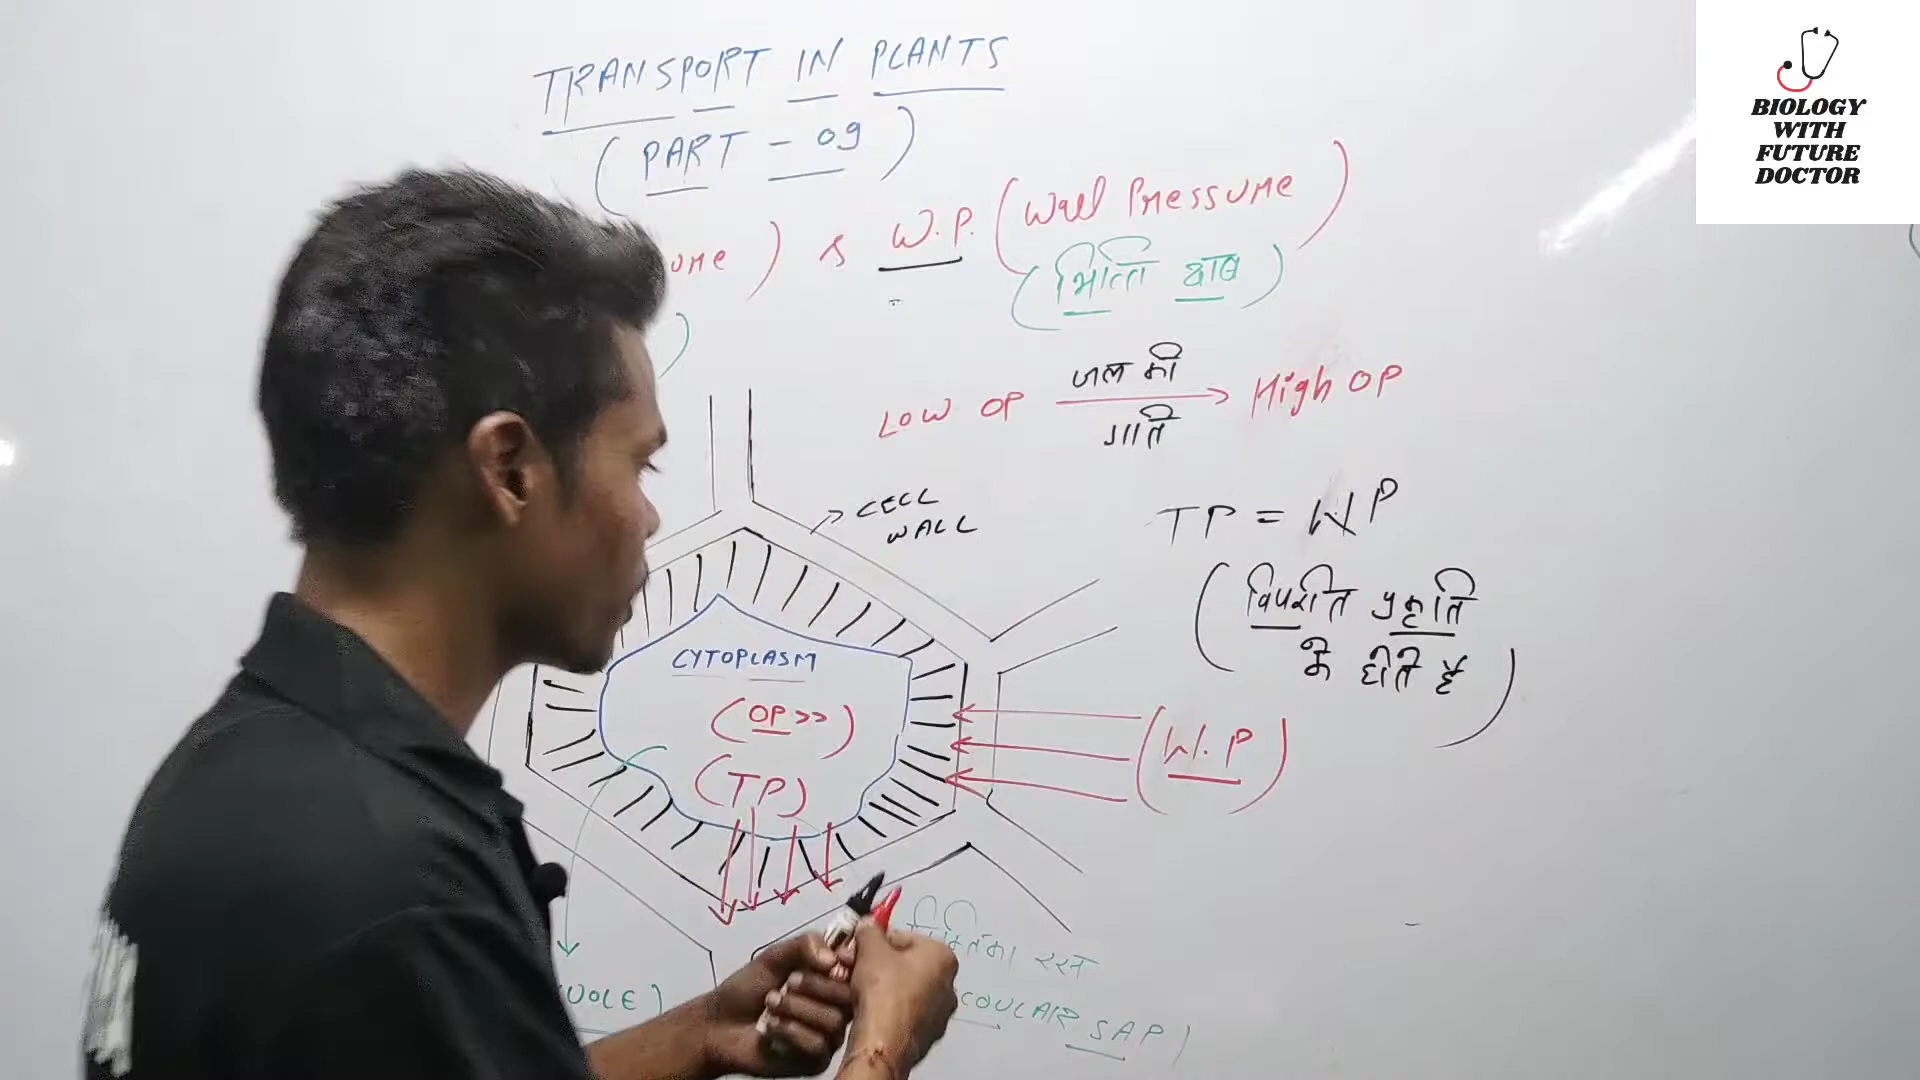 TRANSPORT IN PLANTS
(PART - 09)
BIOLOGY
WITH
FUTURE
DOCTOR
) & W.P. (Wall Pressure)
(भित्ति दाब)
LOW OP जल की गति High OP
CELL
WALL
TP = WP
(विपरीत प्रकृति
के होते हैं)
CYTOPLASM
(OP >>)
(TP)
(W.P)
रस
SAP)